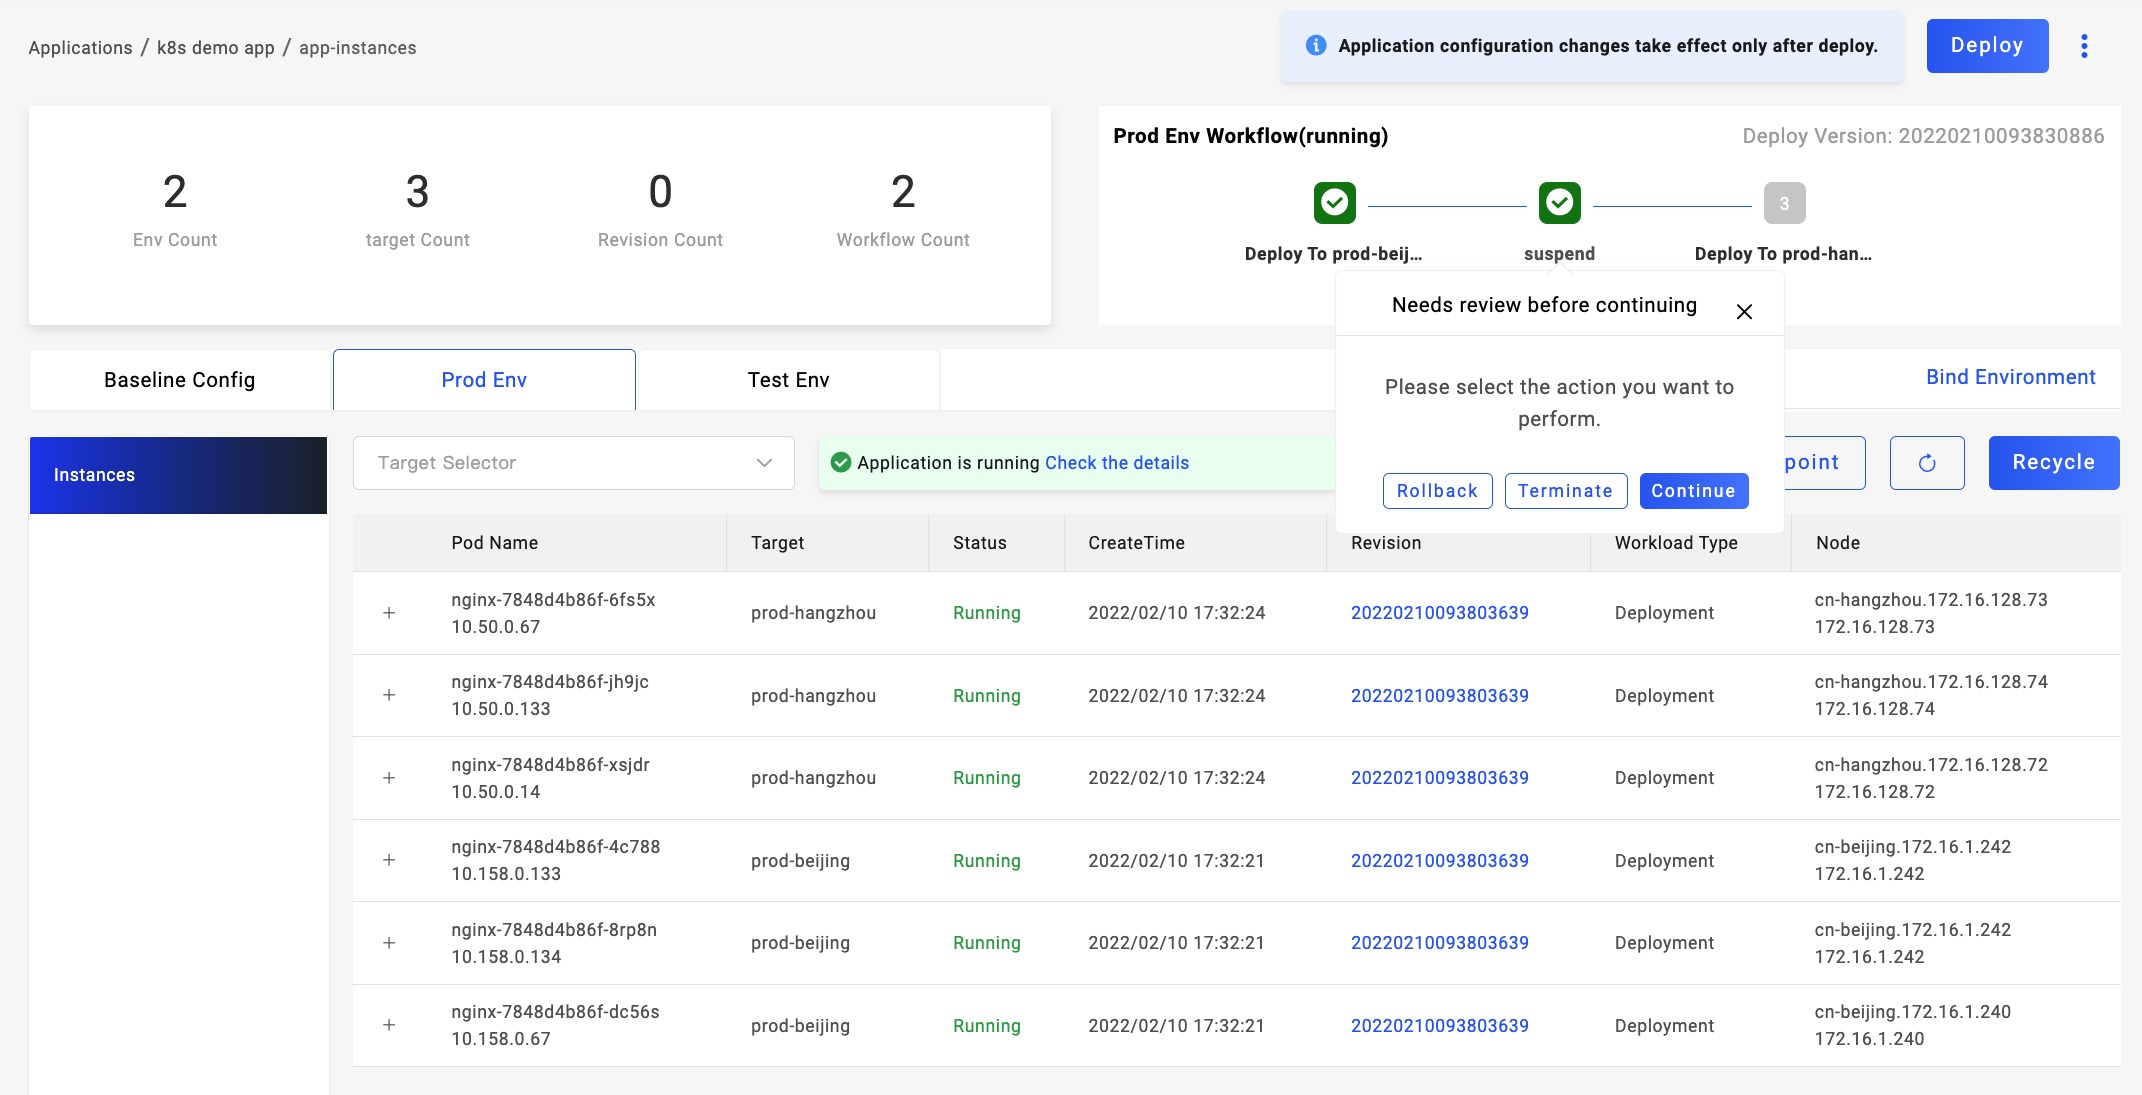 Applications / k8s demo app / app-instances
Application configuration changes take effect only after deploy.
Deploy
2
Env Count
3
target Count
0
Revision Count
2
Workflow Count
Prod Env Workflow(running)
Deploy Version: 20220210093830886
3
Deploy To prod-beij...
suspend
Deploy To prod-han...
Needs review before continuing
Please select the action you want to
perform.
Rollback
Terminate
Continue
Baseline Config
Prod Env
Test Env
Bind Environment
Instances
Target Selector
Application is running Check the details
point
Recycle
Pod Name Target Status CreateTime Revision Workload Type Node
nginx-7848d4b86f-6fs5x
10.50.0.67
prod-hangzhou Running 2022/02/10 17:32:24 20220210093803639 Deployment
cn-hangzhou.172.16.128.73
172.16.128.73
nginx-7848d4b86f-jh9jc
10.50.0.133
prod-hangzhou Running 2022/02/10 17:32:24 20220210093803639 Deployment
cn-hangzhou.172.16.128.74
172.16.128.74
nginx-7848d4b86f-xsjdr
10.50.0.14
prod-hangzhou Running 2022/02/10 17:32:24 20220210093803639 Deployment
cn-hangzhou.172.16.128.72
172.16.128.72
nginx-7848d4b86f-4c788
10.158.0.133
prod-beijing Running 2022/02/10 17:32:21 20220210093803639 Deployment
cn-beijing.172.16.1.242
172.16.1.242
nginx-7848d4b86f-8rp8n
10.158.0.134
prod-beijing Running 2022/02/10 17:32:21 20220210093803639 Deployment
cn-beijing.172.16.1.242
172.16.1.242
nginx-7848d4b86f-dc56s
10.158.0.67
prod-beijing Running 2022/02/10 17:32:21 20220210093803639 Deployment
cn-beijing.172.16.1.240
172.16.1.240